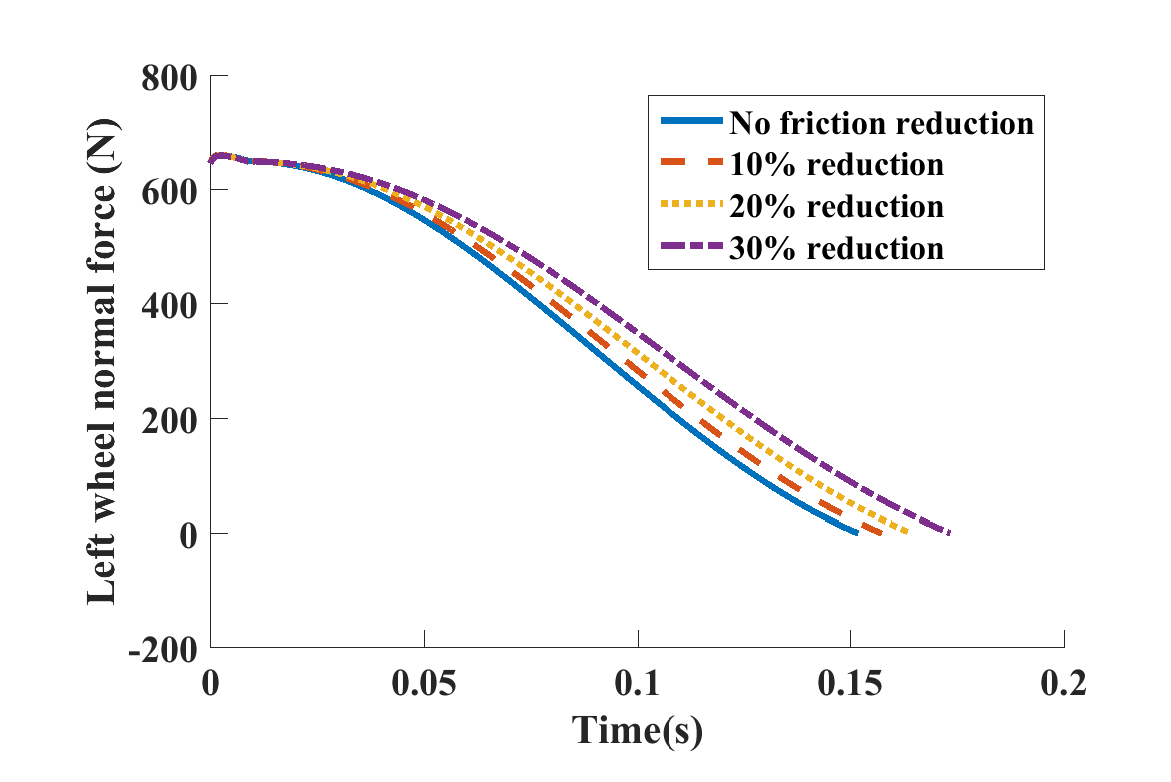 800
600
400
200
0
-200
0
0.05
0.1
0.15
0.2
Left wheel normal force (N)
Time(s)
No friction reduction
10% reduction
20% reduction
30% reduction